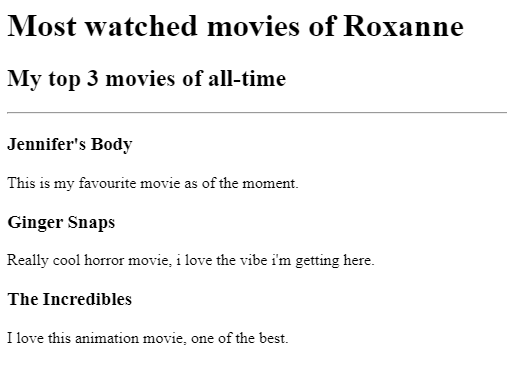 Most watched movies of Roxanne
My top 3 movies of all-time
Jennifer's Body
This is my favourite movie as of the moment.
Ginger Snaps
Really cool horror movie, i love the vibe i'm getting here.
The Incredibles
I love this animation movie, one of the best.